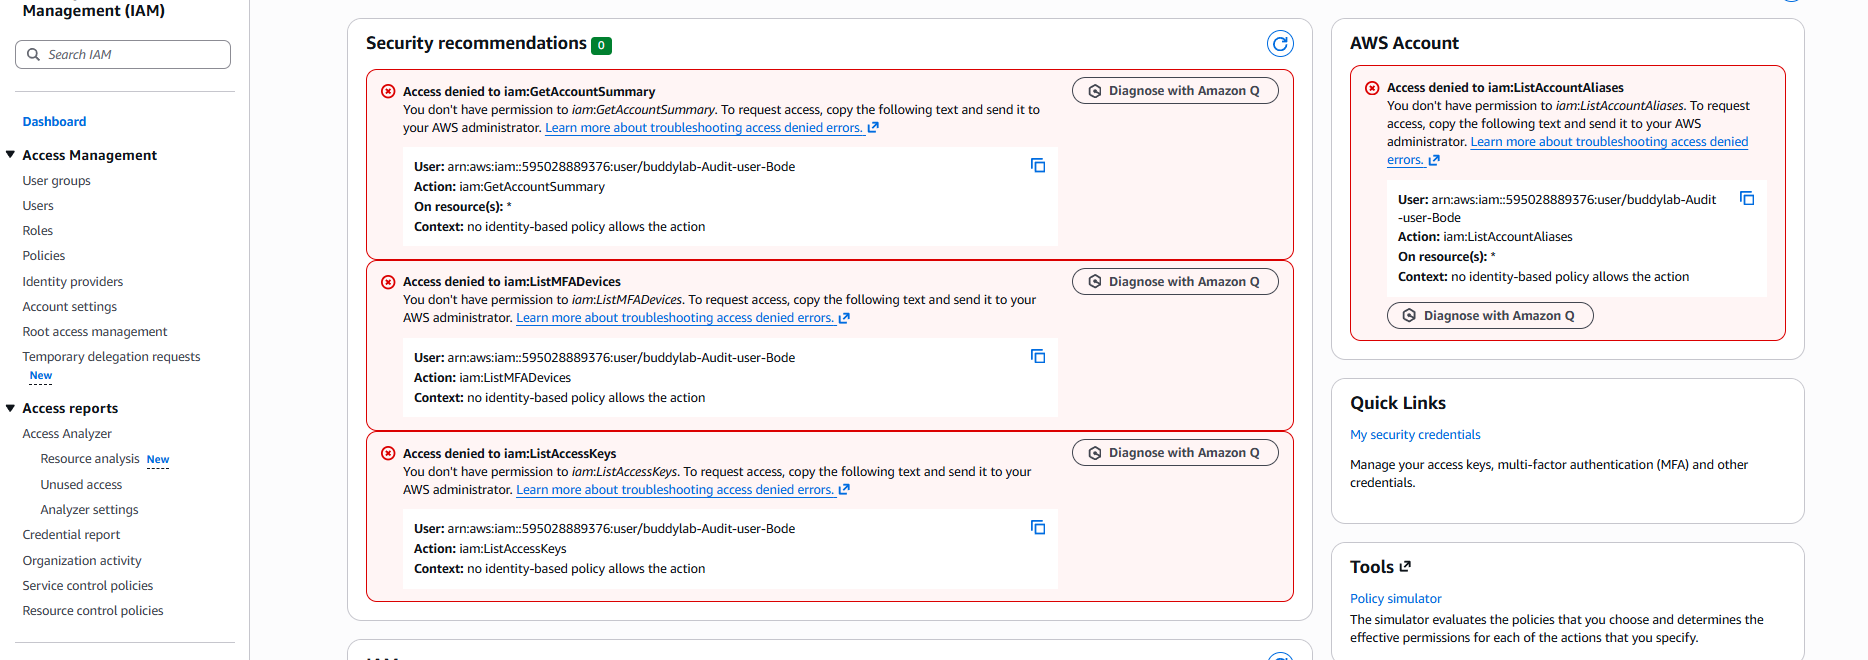 Management (IAM)
Search IAM
Dashboard
Access Management
User groups
Users
Roles
Policies
Identity providers
Account settings
Root access management
Temporary delegation requests
New
Access reports
Access Analyzer
Resource analysis New
Unused access
Analyzer settings
Credential report
Organization activity
Service control policies
Resource control policies
Security recommendations 0
Access denied to iam:GetAccountSummary
You don't have permission to iam:GetAccountSummary. To request access, copy the following text and send it to
your AWS administrator. Learn more about troubleshooting access denied errors.
Diagnose with Amazon Q
User: arn:aws:iam::595028889376:user/buddylab-Audit-user-Bode
Action: iam:GetAccountSummary
On resource(s): *
Context: no identity-based policy allows the action
Access denied to iam:ListMFADevices
You don't have permission to iam:ListMFADevices. To request access, copy the following text and send it to your
AWS administrator. Learn more about troubleshooting access denied errors.
Diagnose with Amazon Q
User: arn:aws:iam::595028889376:user/buddylab-Audit-user-Bode
Action: iam:ListMFADevices
Context: no identity-based policy allows the action
Access denied to iam:ListAccessKeys
You don't have permission to iam:ListAccessKeys. To request access, copy the following text and send it to your
AWS administrator. Learn more about troubleshooting access denied errors.
Diagnose with Amazon Q
User: arn:aws:iam::595028889376:user/buddylab-Audit-user-Bode
Action: iam:ListAccessKeys
Context: no identity-based policy allows the action
AWS Account
Access denied to iam:ListAccountAliases
You don't have permission to iam:ListAccountAliases. To request
access, copy the following text and send it to your AWS
administrator. Learn more about troubleshooting access denied
errors.
User: arn:aws:iam::595028889376:user/buddylab-Audit
-user-Bode
Action: iam:ListAccountAliases
On resource(s): *
Context: no identity-based policy allows the action
Diagnose with Amazon Q
Quick Links
My security credentials
Manage your access keys, multi-factor authentication (MFA) and other
credentials.
Tools
Policy simulator
The simulator evaluates the policies that you choose and determines the
effective permissions for each of the actions that you specify.